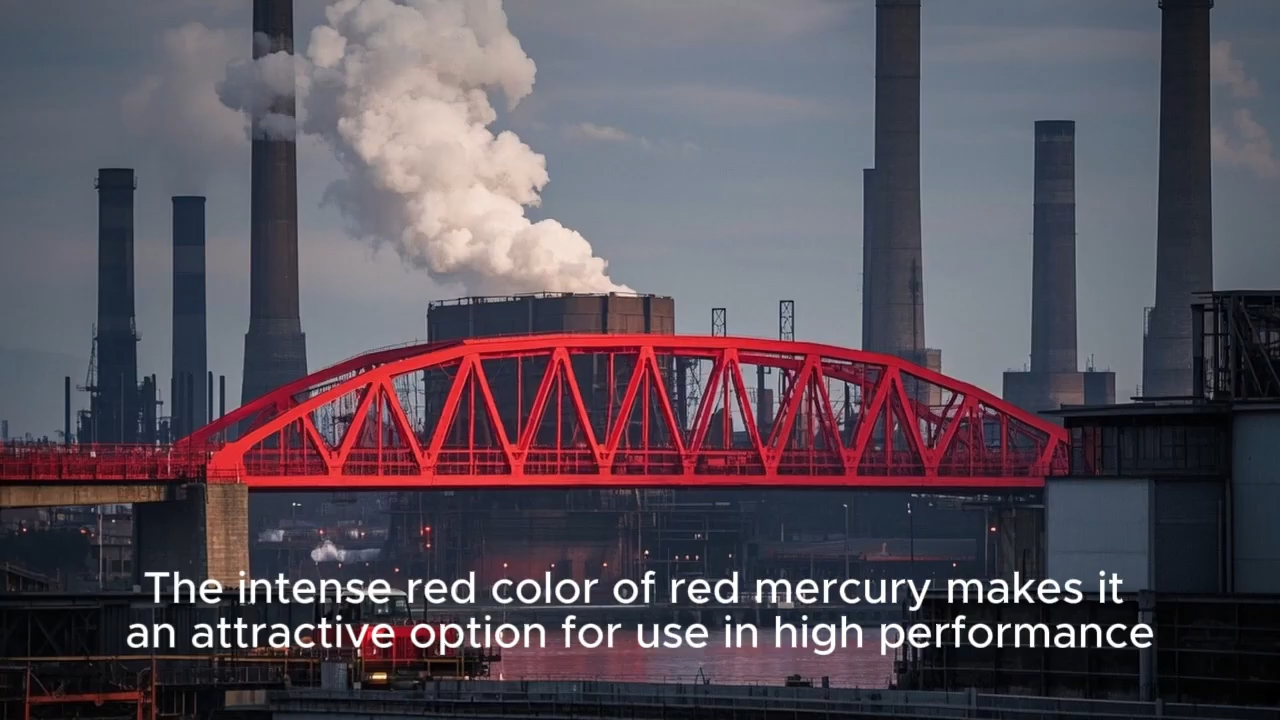 The intense red color of red mercury makes it
an attractive option for use in high performance